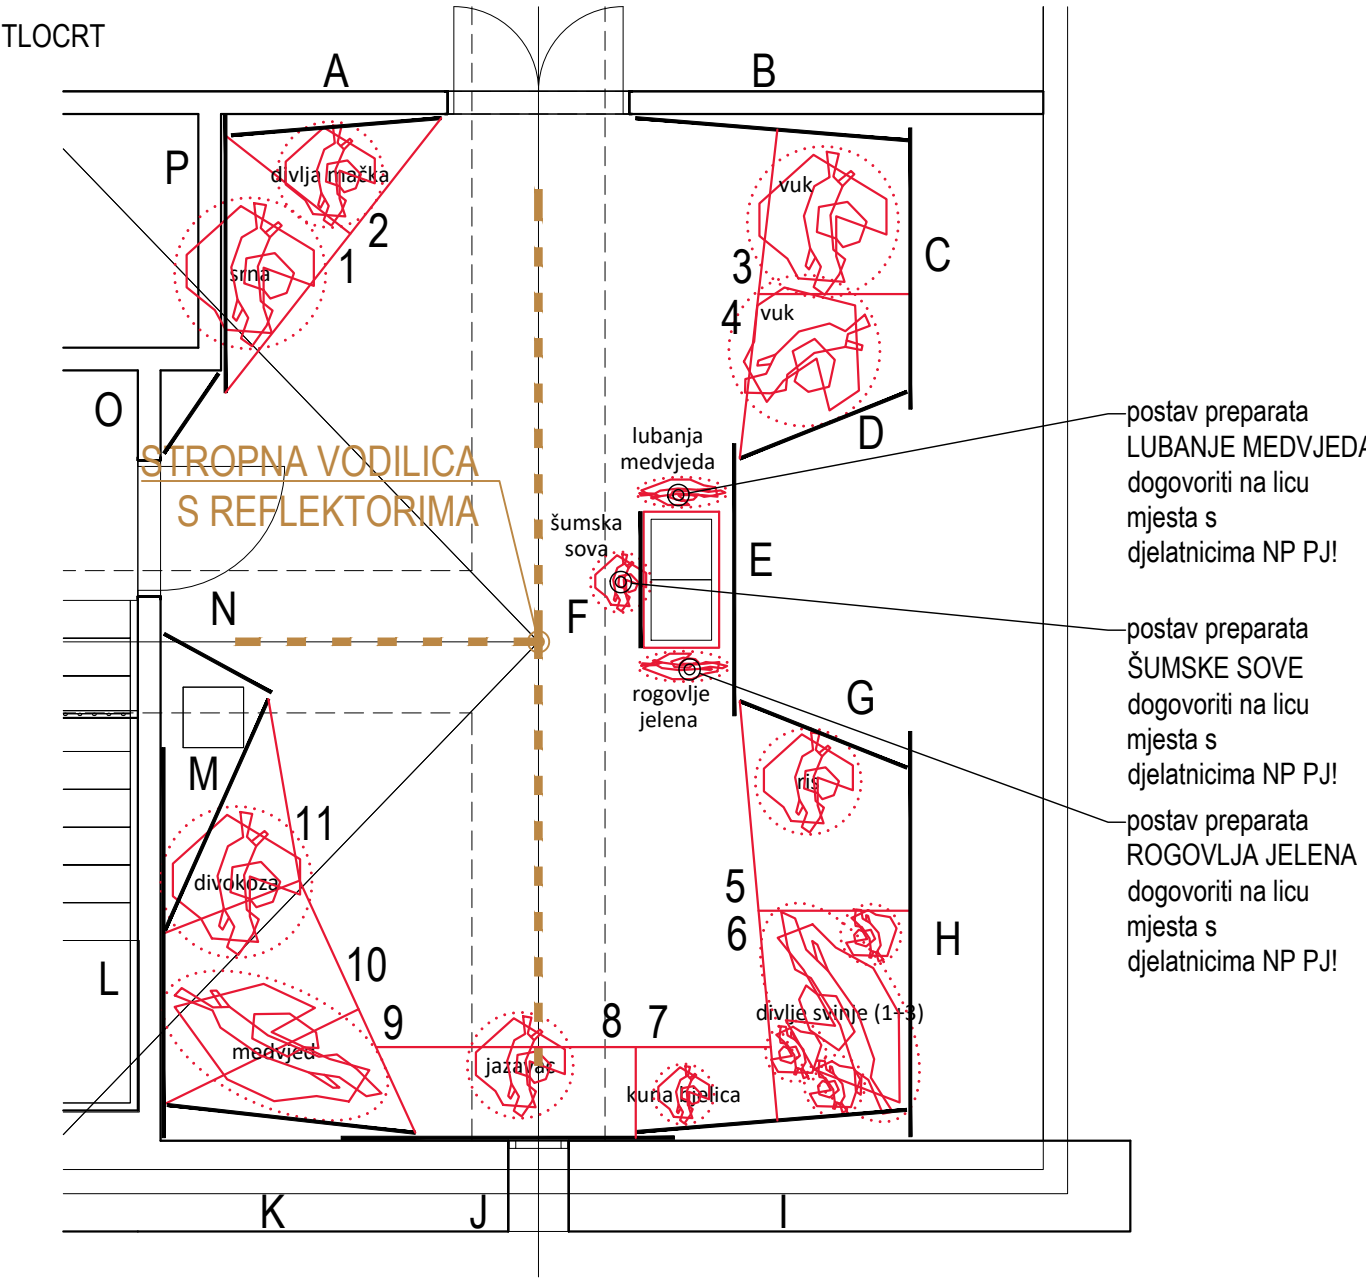 TLOCRT
A
B
P
divlja mačka
vuk
2
1
srna
3
C
4
vuk
O
D
STROPNA VODILICA
S REFLEKTORIMA
lubanja
medvjeda
šumska
sova
E
F
N
rogovlje
jelena
G
M
ris
11
divokoza
5
6
H
10
L
9
8
7
divlje svinje (1-3)
medvjed
jazavac
kuna bjelica
K
J
I
postav preparata
LUBANJE MEDVJEDA
dogovoriti na licu
mjesta s
djelatnicima NP PJ!
postav preparata
ŠUMSKE SOVE
dogovoriti na licu
mjesta s
djelatnicima NP PJ!
postav preparata
ROGOVLJA JELENA
dogovoriti na licu
mjesta s
djelatnicima NP PJ!